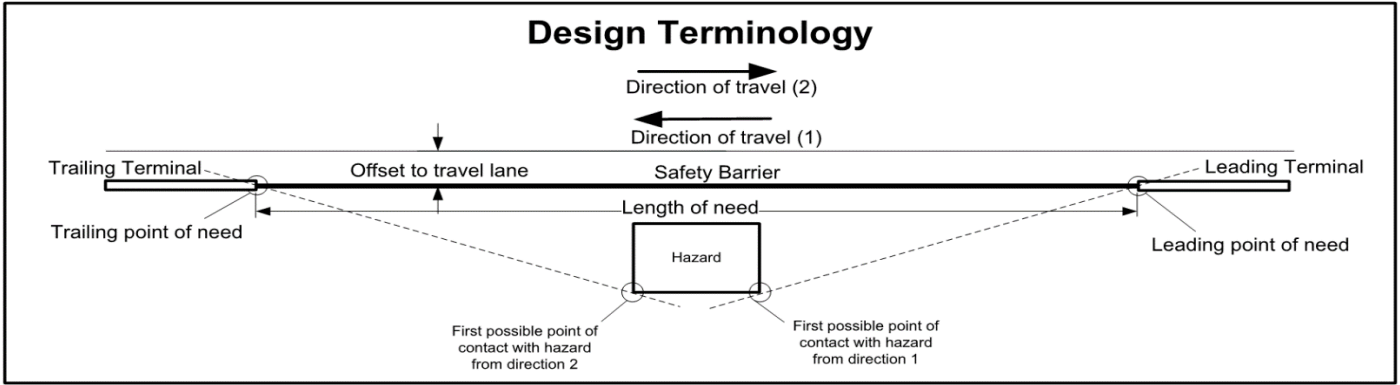 Design Terminology
Direction of travel (2)
Direction of travel (1)
Trailing Terminal
Offset to travel lane
Safety Barrier
Leading Terminal
Length of need
Trailing point of need
Leading point of need
Hazard
First possible point of
contact with hazard
from direction 2
First possible point of
contact with hazard
from direction 1